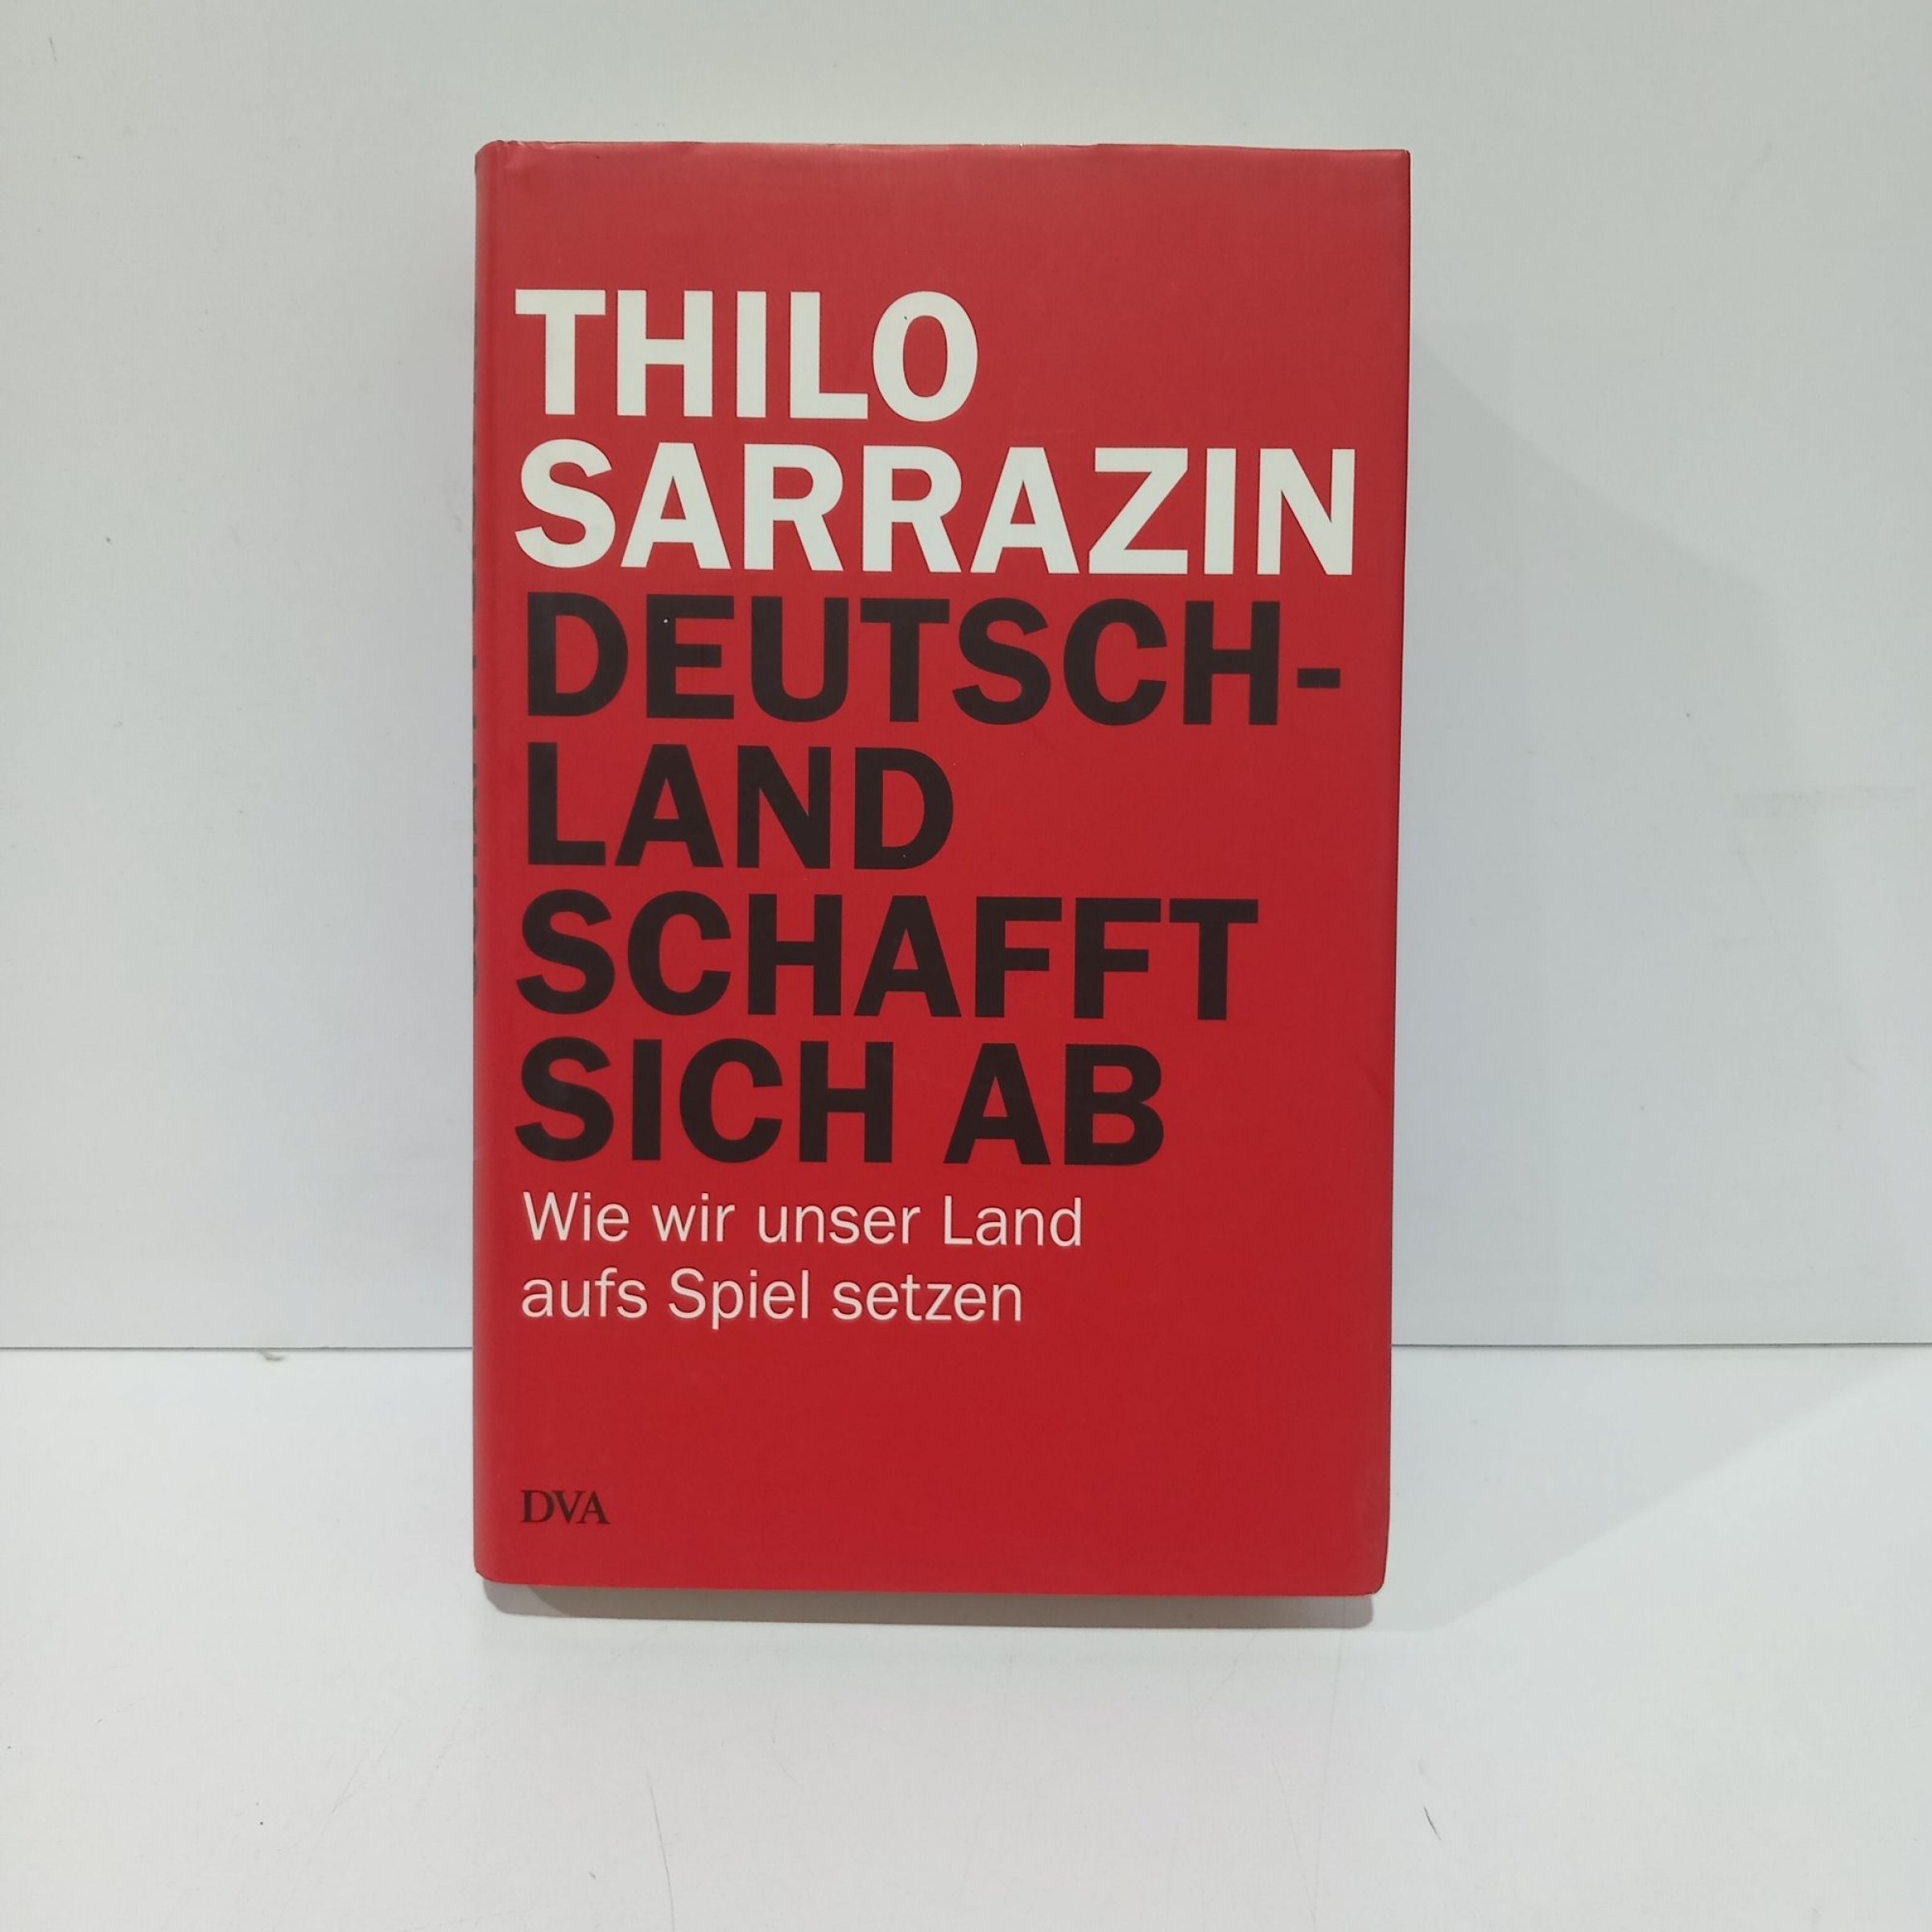 THILO
SARRAZIN
DEUTSCH-
LAND
SCHAFFT
SICH AB
Wie wir unser Land
aufs Spiel setzen
DVA